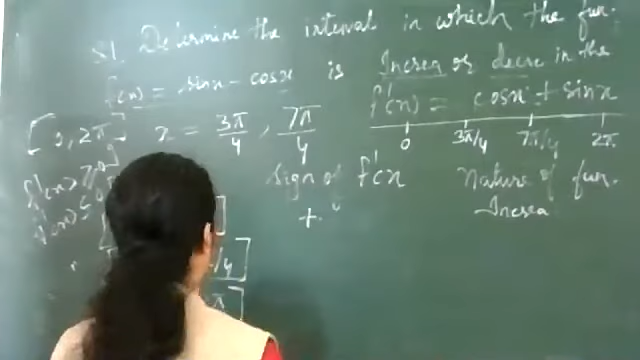 51. Determine the interval in which the fun.
f(x) = sinx - cosx is Increa or decre in the
[0, 2π] x = 3π/4, 7π/4 f'(x) = cosx + sinx
0 3π/4 7π/4 2π
f'(x) ≥ 0
f'(x) ≤ 0
sign of f'(x Nature of fun.
+ Increa
/4]
π]